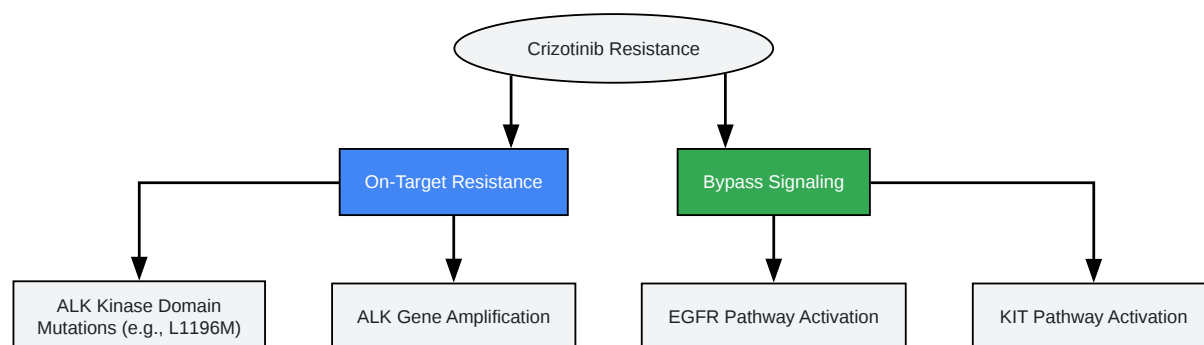 Crizotinib Resistance
On-Target Resistance
Bypass Signaling
ALK Kinase Domain
Mutations (e.g., L1196M)
ALK Gene Amplification
EGFR Pathway Activation
KIT Pathway Activation